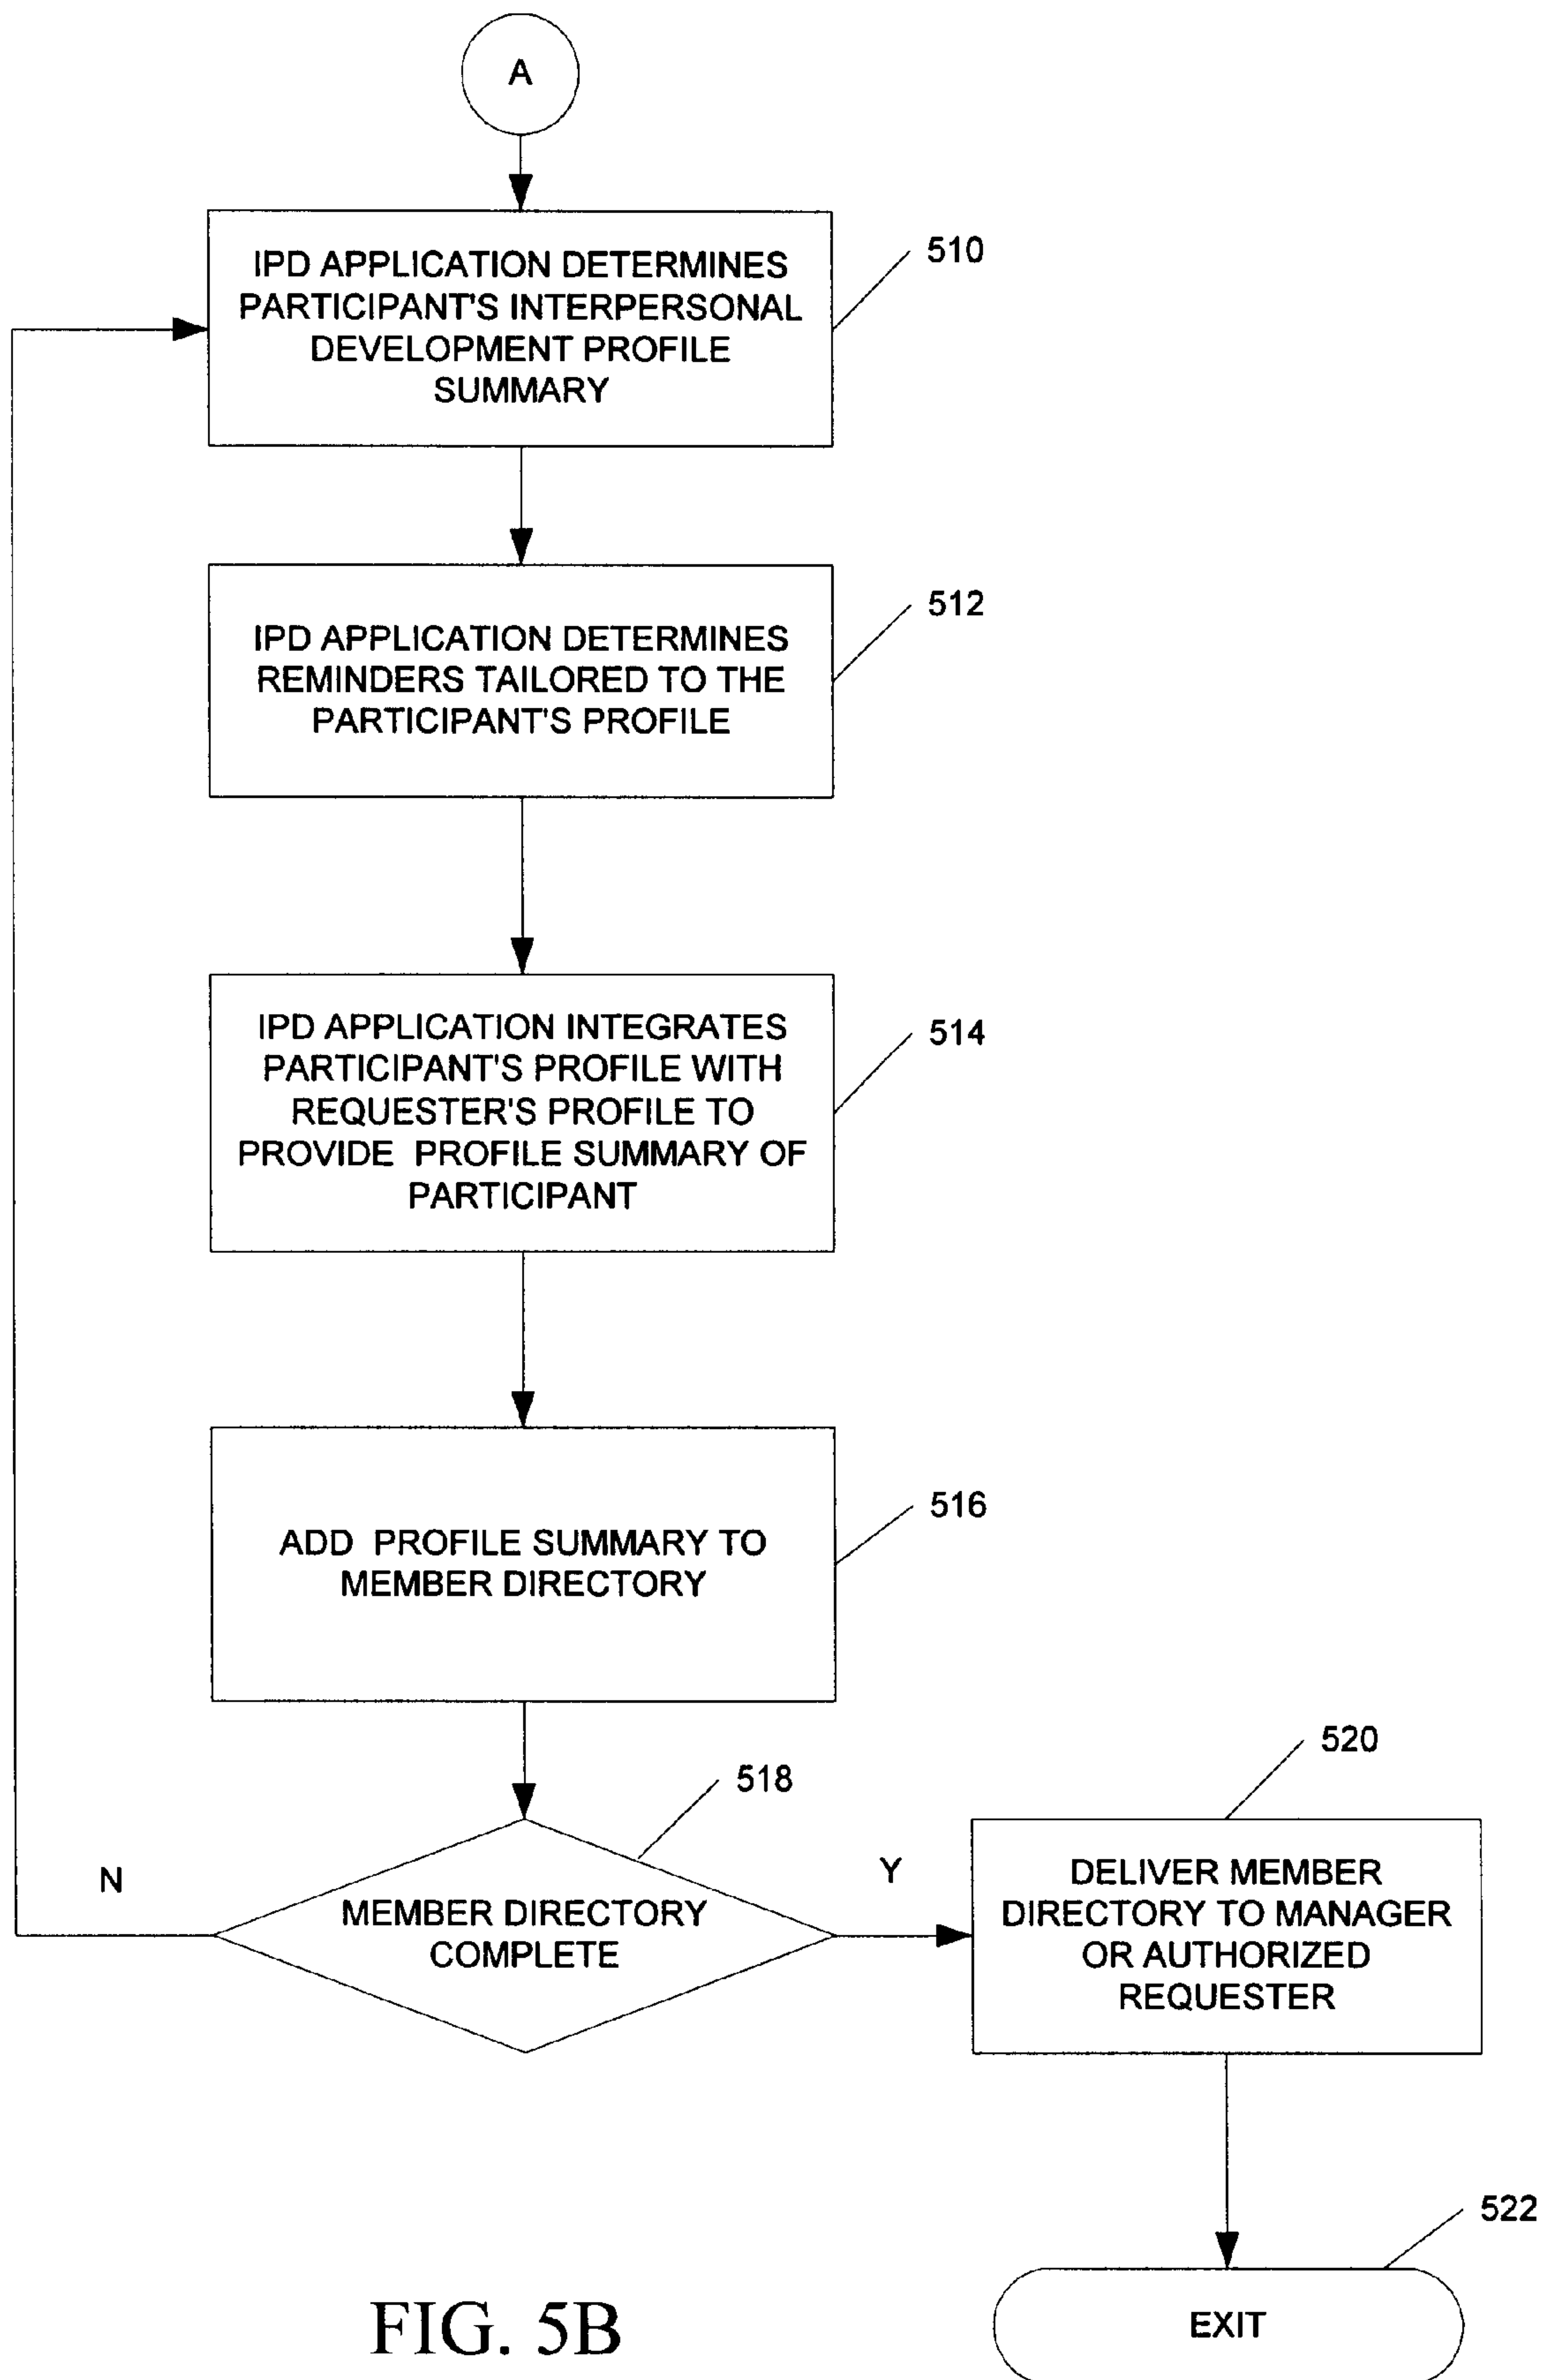 A
IPD APPLICATION DETERMINES
PARTICIPANT'S INTERPERSONAL
DEVELOPMENT PROFILE
SUMMARY
510
IPD APPLICATION DETERMINES
REMINDERS TAILORED TO THE
PARTICIPANT'S PROFILE
512
IPD APPLICATION INTEGRATES
PARTICIPANT'S PROFILE WITH
REQUESTER'S PROFILE TO
PROVIDE PROFILE SUMMARY OF
PARTICIPANT
514
ADD PROFILE SUMMARY TO
MEMBER DIRECTORY
516
518
N
MEMBER DIRECTORY
COMPLETE
Y
520
DELIVER MEMBER
DIRECTORY TO MANAGER
OR AUTHORIZED
REQUESTER
522
EXIT
FIG. 5B